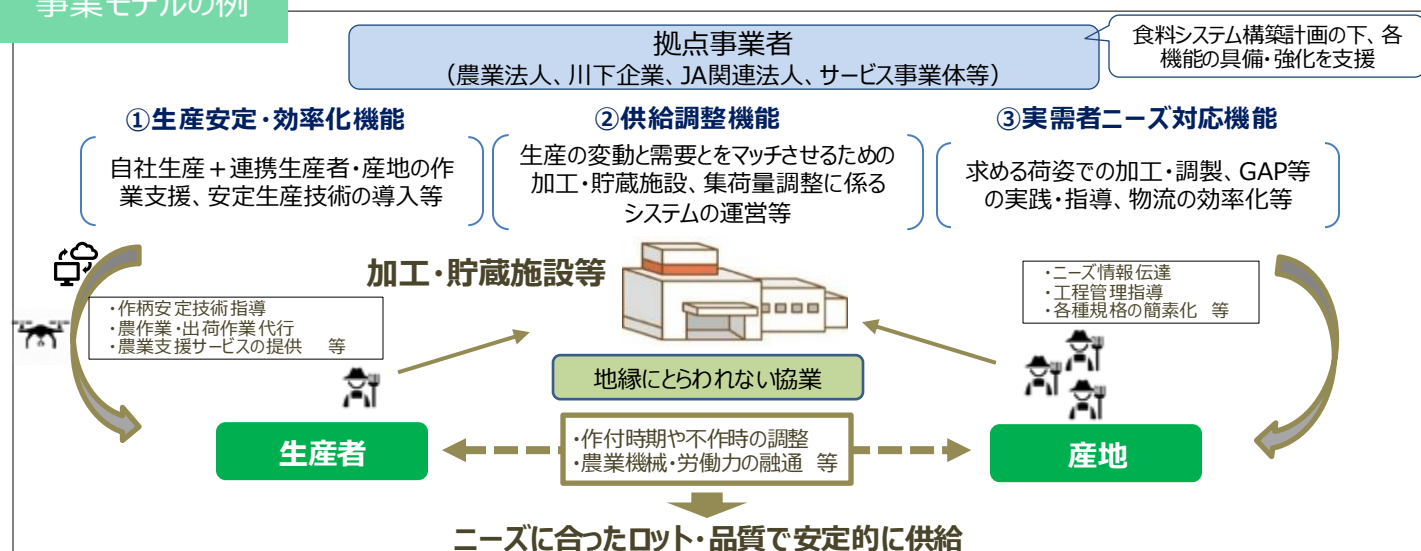 事業モデルの例
拠点事業者
（農業法人、川下企業、JA関連法人、サービス事業体等）
食料システム構築計画の下、各
機能の具備・強化を支援
①生産安定・効率化機能
自社生産＋連携生産者・産地の作
業支援、安定生産技術の導入等
②供給調整機能
生産の変動と需要とをマッチさせるための
加工・貯蔵施設、集荷量調整に係る
システムの運営等
③実需者ニーズ対応機能
求める荷姿での加工・調製、GAP等
の実践・指導、物流の効率化等
加工・貯蔵施設等
・作柄安定技術指導
・農作業・出荷作業代行
・農業支援サービスの提供 等
・ニーズ情報伝達
・工程管理指導
・各種規格の簡素化 等
地縁にとらわれない協業
生産者
・作付時期や不作時の調整
・農業機械・労働力の融通 等
産地
ニーズに合ったロット・品質で安定的に供給